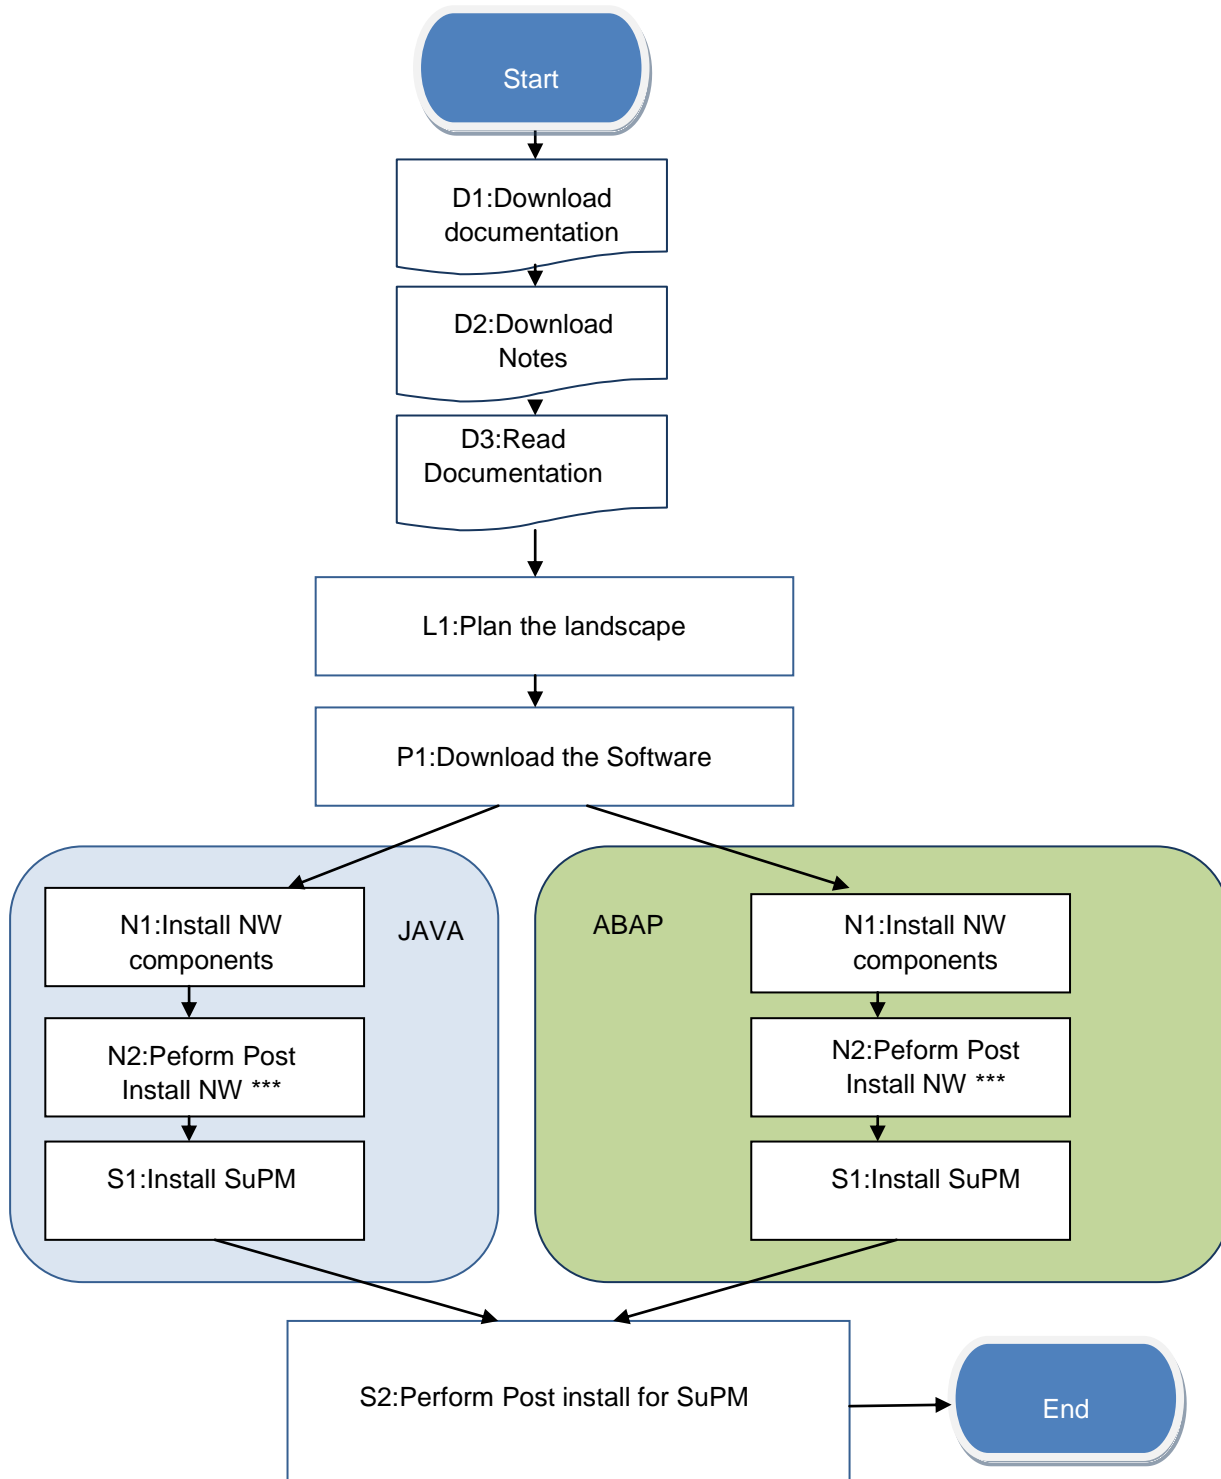 Start
D1:Download
documentation
D2:Download
Notes
D3:Read
Documentation
L1:Plan the landscape
P1:Download the Software
JAVA
N1:Install NW
components
N2:Peform Post
Install NW ***
S1:Install SuPM
ABAP
N1:Install NW
components
N2:Peform Post
Install NW ***
S1:Install SuPM
S2:Perform Post install for SuPM
End